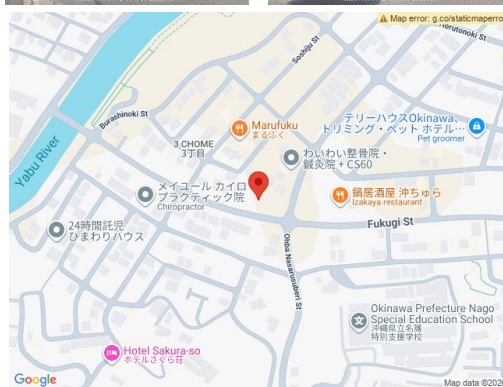 Map error: g.co/staticmaperro
Horutonoki St
Soshiju St
テリーハウスOkinawa、
トリミング・ペット ホテル…
Pet groomer
Burashinoki St
Marufuku
まるふく
3 CHOME
3丁目
わいわい整骨院・
鍼灸院 + CS60
Yabu River
メイユール カイロ
プラクティック院
Chiropractor
鍋居酒屋 沖ちゅら
Izakaya restaurant
Fukugi St
24時間託児
ひまわりハウス
Ohba Nasarusuberi St
Okinawa Prefecture Nago
Special Education School
沖縄県立名護
特別支援学校
Hotel Sakura-so
ホテルさくら荘
Google
Map data ©202